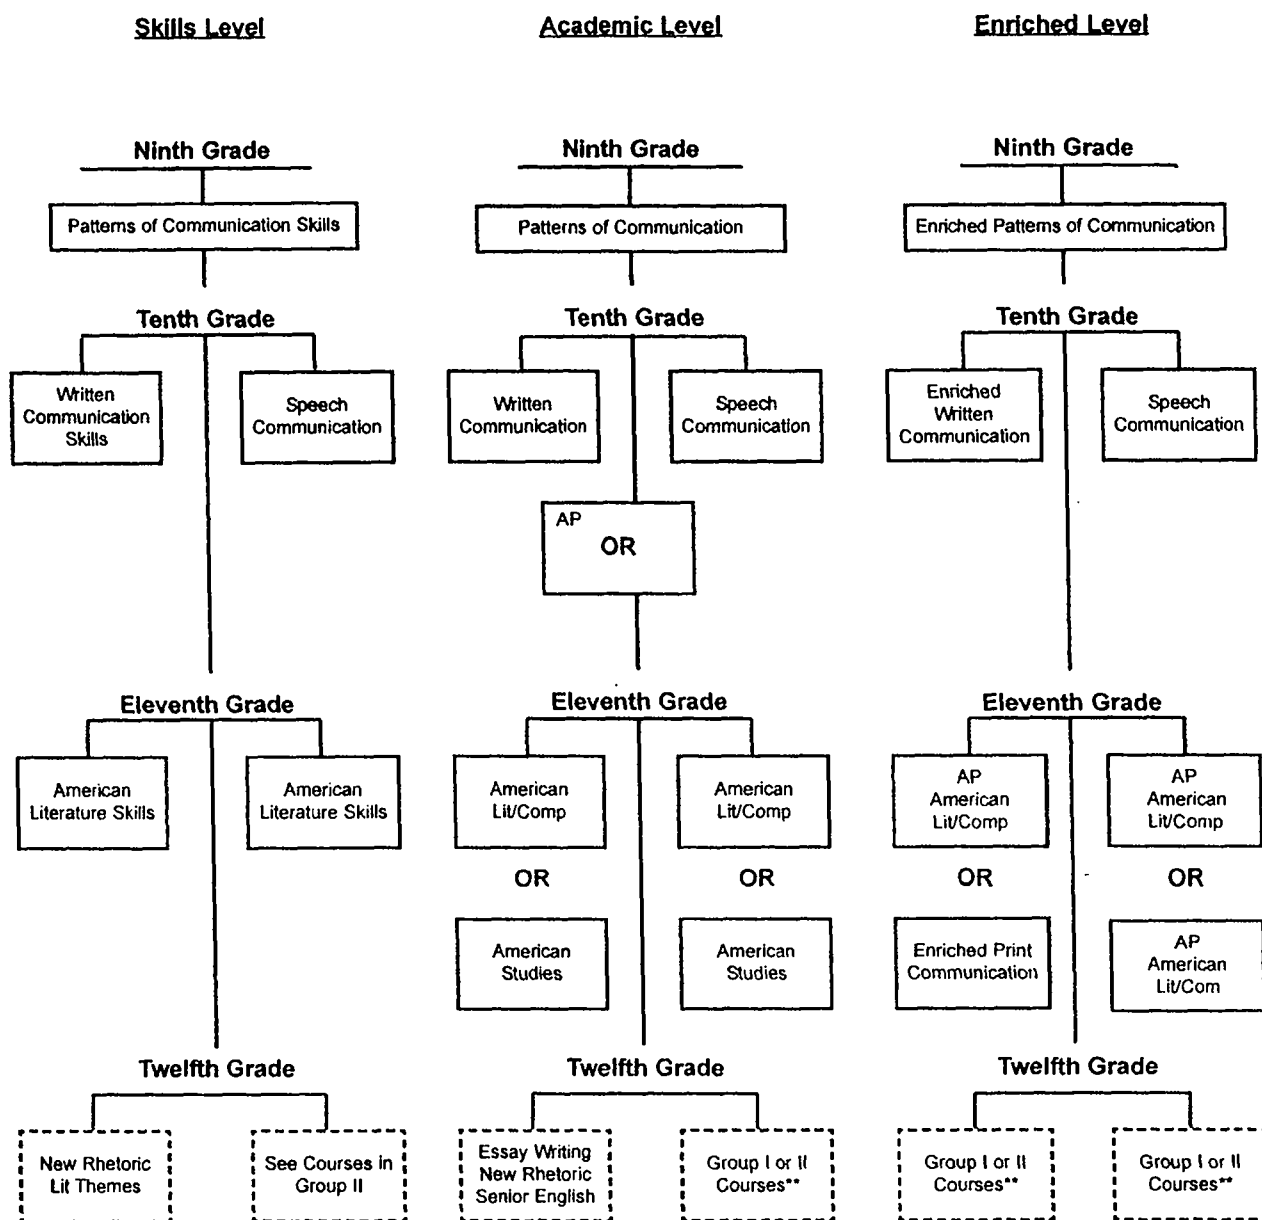 Skills Level
Academic Level
Enriched Level
Ninth Grade
Ninth Grade
Ninth Grade
Patterns of Communication Skills
Patterns of Communication
Enriched Patterns of Communication
Tenth Grade
Tenth Grade
Tenth Grade
Written
Communication
Skills
Speech
Communication
Written
Communication
Speech
Communication
Enriched
Written
Communication
Speech
Communication
AP
OR
Eleventh Grade
Eleventh Grade
Eleventh Grade
American
Literature Skills
American
Literature Skills
American
Lit/Comp
American
Lit/Comp
AP
American
Lit/Comp
AP
American
Lit/Comp
OR
OR
OR
OR
American
Studies
American
Studies
Enriched Print
Communication
AP
American
Lit/Com
Twelfth Grade
Twelfth Grade
Twelfth Grade
New Rhetoric
Lit Themes
See Courses in
Group II
Essay Writing
New Rhetoric
Senior English
Group I or II
Courses**
Group I or II
Courses**
Group I or II
Courses**